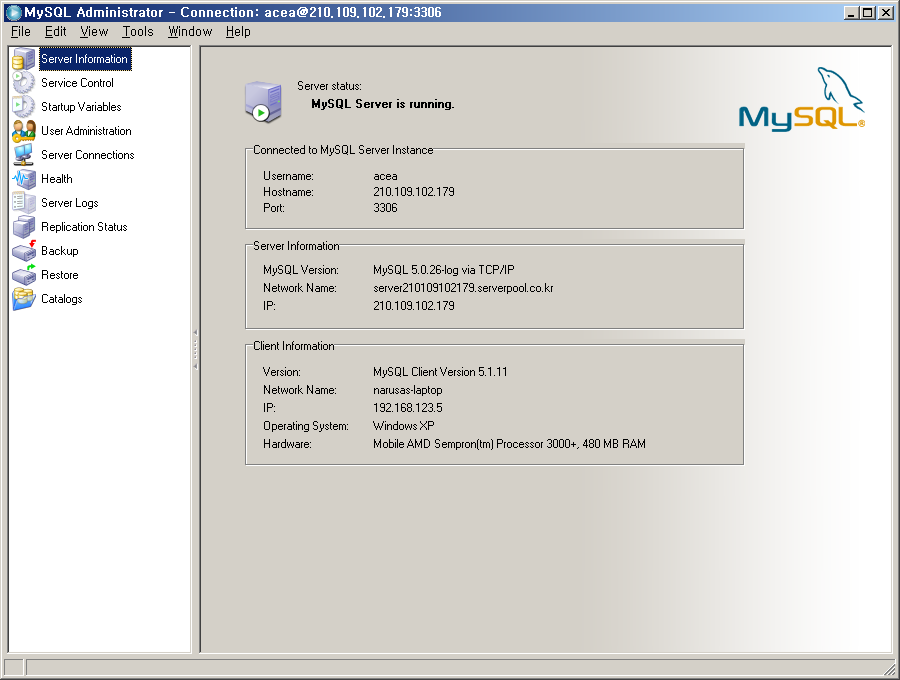 MySQL Administrator - Connection: acea@210.109.102.179:3306
File Edit View Tools Window Help
Server Information
Service Control
Startup Variables
User Administration
Server Connections
Health
Server Logs
Replication Status
Backup
Restore
Catalogs
Server status:
MySQL Server is running.
MySQL®
Connected to MySQL Server Instance
Username: acea
Hostname: 210.109.102.179
Port: 3306
Server Information
MySQL Version: MySQL 5.0.26-log via TCP/IP
Network Name: server210109102179.serverpool.co.kr
IP: 210.109.102.179
Client Information
Version: MySQL Client Version 5.1.11
Network Name: narusas-laptop
IP: 192.168.123.5
Operating System: Windows XP
Hardware: Mobile AMD Sempron(tm) Processor 3000+, 480 MB RAM